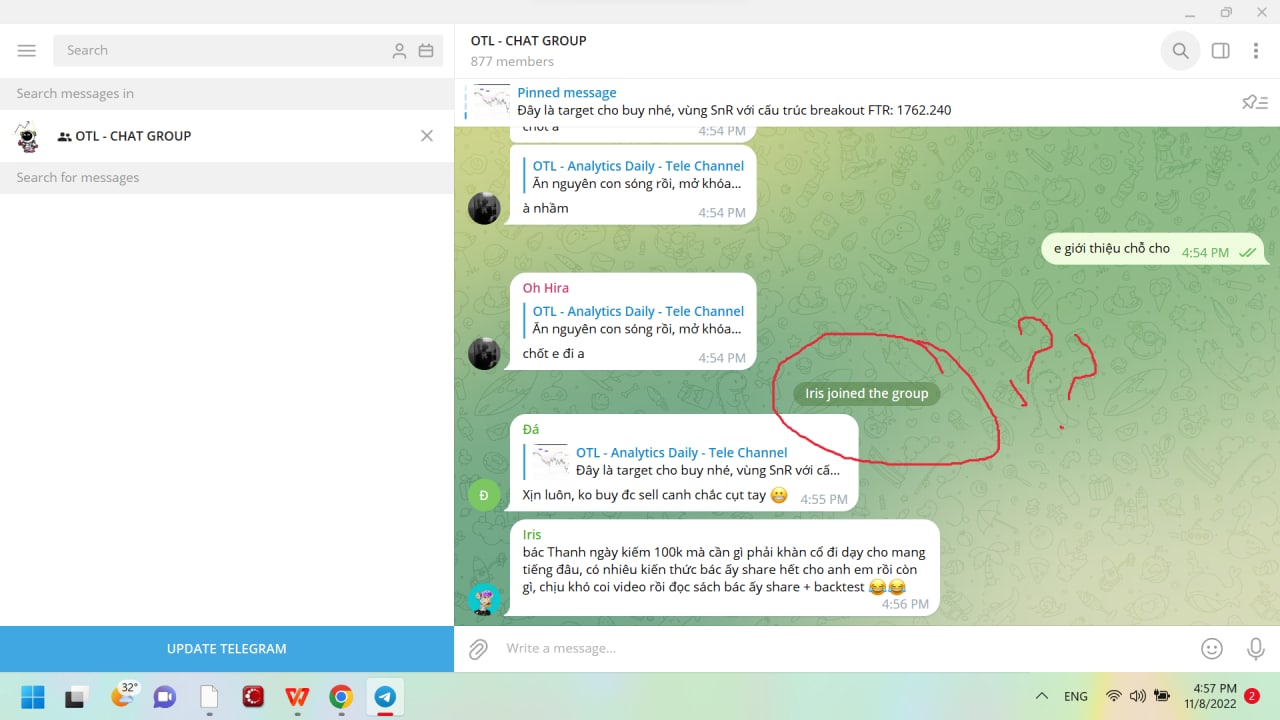 Search
OTL - CHAT GROUP
877 members
Search messages in
OTL - CHAT GROUP
Search for messages
UPDATE TELEGRAM
Pinned message
Đây là target cho buy nhé, vùng SnR với cấu trúc breakout FTR: 1762.240
chốt ạ
4:54 PM
OTL - Analytics Daily - Tele Channel
Ăn nguyên con sóng rồi, mở khóa...
à nhầm
4:54 PM
e giới thiệu chỗ cho
4:54 PM
Oh Hira
OTL - Analytics Daily - Tele Channel
Ăn nguyên con sóng rồi, mở khóa...
chốt e đi a
4:54 PM
Iris joined the group
? ?
Đá
OTL - Analytics Daily - Tele Channel
Đây là target cho buy nhé, vùng SnR với cấ...
Đ
Xịn luôn, ko buy đc sell canh chắc cụt tay 😬
4:55 PM
Iris
bác Thanh ngày kiếm 100k mà cần gì phải khàn cổ đi dạy cho mang
tiếng đâu, có nhiêu kiến thức bác ấy share hết cho anh em rồi còn
gì, chịu khó coi video rồi đọc sách bác ấy share + backtest 😂😂
4:56 PM
Write a message...
32°
ENG
4:57 PM
11/8/2022
2